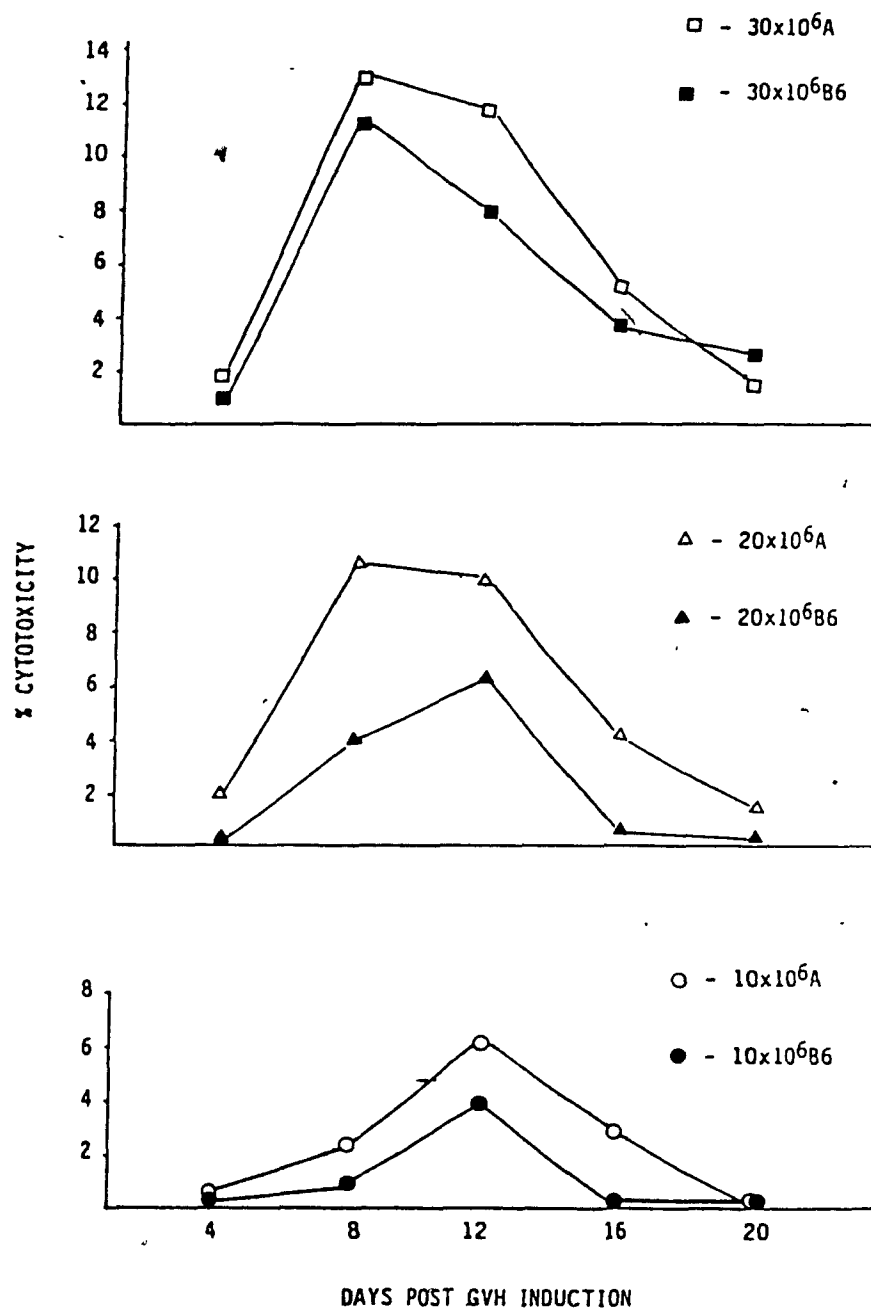 □ - 30x10⁶A
■ - 30x10⁶B6
14
12
10
8
6
4
2
% CYTOTOXICITY
△ - 20x10⁶A
▲ - 20x10⁶B6
12
10
8
6
4
2
○ - 10x10⁶A
● - 10x10⁶B6
8
6
4
2
4 8 12 16 20
DAYS POST GVH INDUCTION